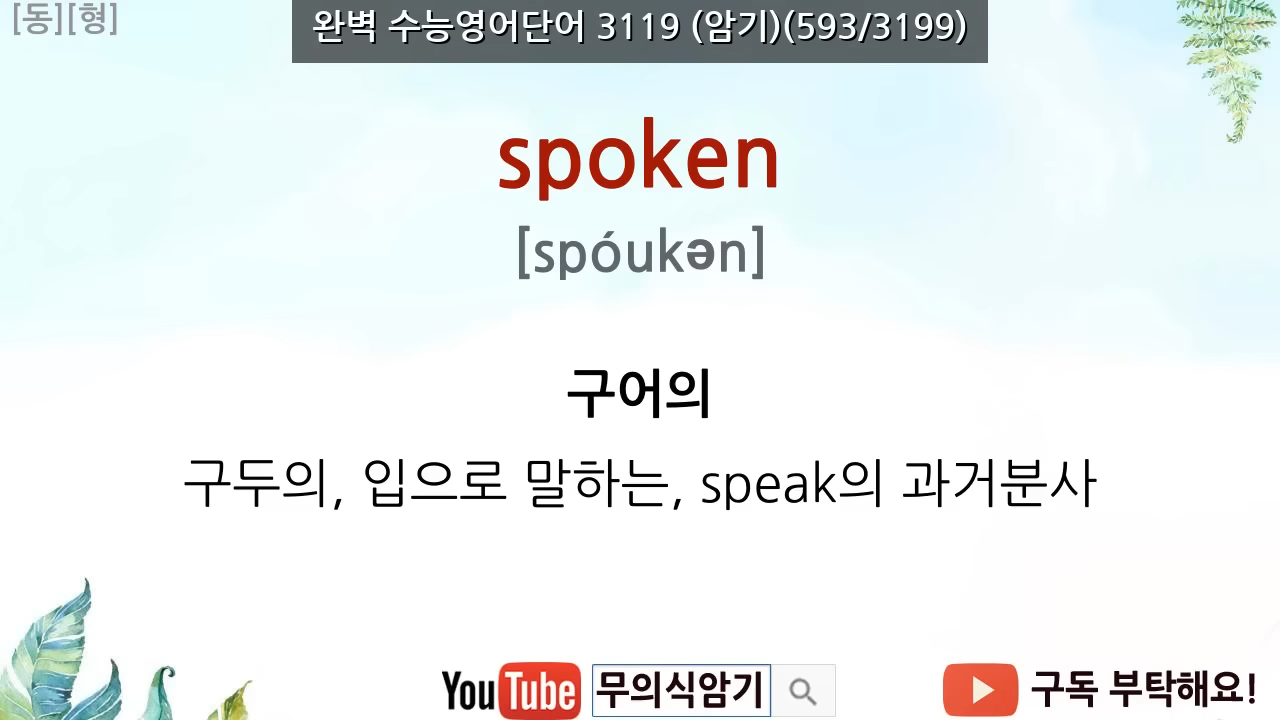 [동][형]
완벽 수능영어단어 3119 (암기)(593/3199)
spoken
[spóukən]
구어의
구두의, 입으로 말하는, speak의 과거분사
YouTube 무의식암기
구독 부탁해요!